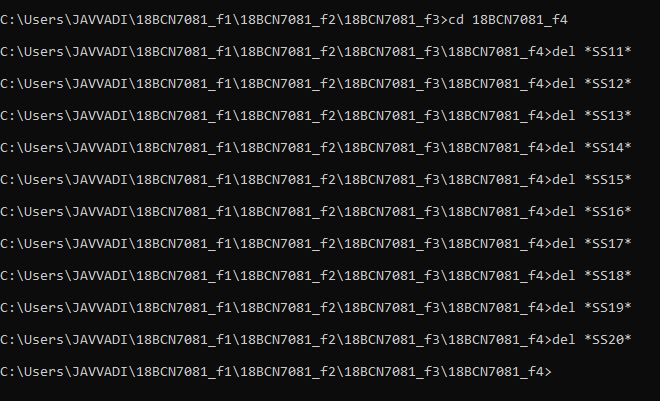 C:\Users\JAVVADI\18BCN7081_f1\18BCN7081_f2\18BCN7081_f3>cd 18BCN7081_f4
C:\Users\JAVVADI\18BCN7081_f1\18BCN7081_f2\18BCN7081_f3\18BCN7081_f4>del *SS11*
C:\Users\JAVVADI\18BCN7081_f1\18BCN7081_f2\18BCN7081_f3\18BCN7081_f4>del *SS12*
C:\Users\JAVVADI\18BCN7081_f1\18BCN7081_f2\18BCN7081_f3\18BCN7081_f4>del *SS13*
C:\Users\JAVVADI\18BCN7081_f1\18BCN7081_f2\18BCN7081_f3\18BCN7081_f4>del *SS14*
C:\Users\JAVVADI\18BCN7081_f1\18BCN7081_f2\18BCN7081_f3\18BCN7081_f4>del *SS15*
C:\Users\JAVVADI\18BCN7081_f1\18BCN7081_f2\18BCN7081_f3\18BCN7081_f4>del *SS16*
C:\Users\JAVVADI\18BCN7081_f1\18BCN7081_f2\18BCN7081_f3\18BCN7081_f4>del *SS17*
C:\Users\JAVVADI\18BCN7081_f1\18BCN7081_f2\18BCN7081_f3\18BCN7081_f4>del *SS18*
C:\Users\JAVVADI\18BCN7081_f1\18BCN7081_f2\18BCN7081_f3\18BCN7081_f4>del *SS19*
C:\Users\JAVVADI\18BCN7081_f1\18BCN7081_f2\18BCN7081_f3\18BCN7081_f4>del *SS20*
C:\Users\JAVVADI\18BCN7081_f1\18BCN7081_f2\18BCN7081_f3\18BCN7081_f4>